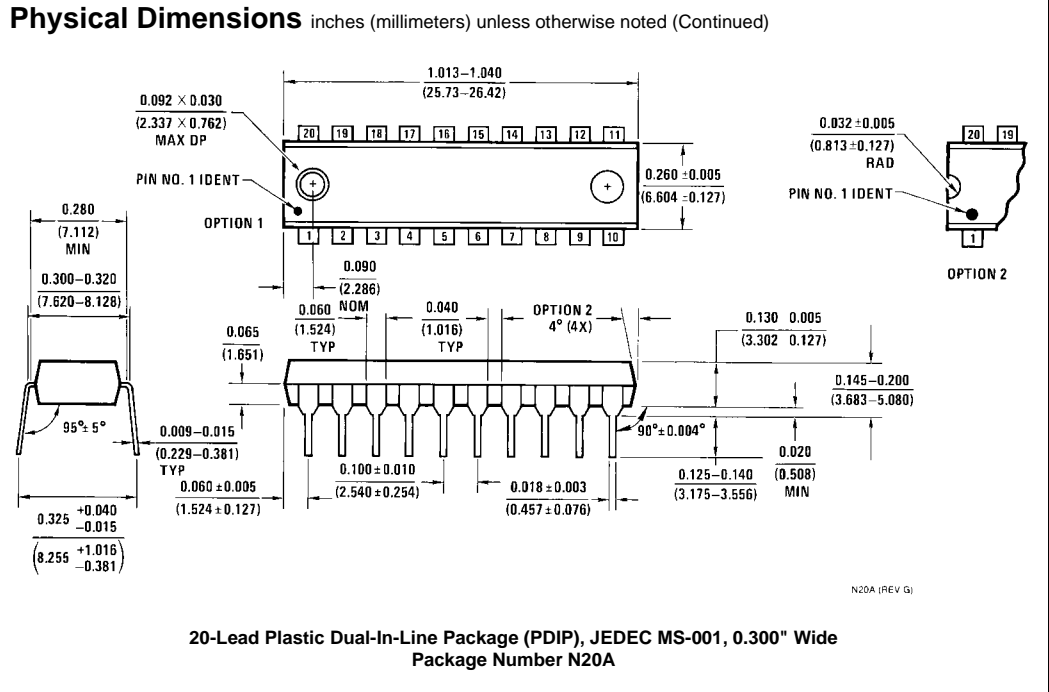 Physical Dimensions inches (millimeters) unless otherwise noted (Continued)
1.013–1.040
(25.73–26.42)
0.092 × 0.030
(2.337 × 0.762)
MAX DP
20 19 18 17 16 15 14 13 12 11
0.032 ±0.005
(0.813 ±0.127)
RAD
20 19
PIN NO. 1 IDENT
0.260 ±0.005
(6.604 ±0.127)
PIN NO. 1 IDENT
OPTION 1
1 2 3 4 5 6 7 8 9 10
1
OPTION 2
0.280
(7.112)
MIN
0.300–0.320
(7.620–8.128)
0.090
(2.286)
NOM
0.060
(1.524)
TYP
0.040
(1.016)
TYP
OPTION 2
4° (4X)
0.130 0.005
(3.302 0.127)
0.065
(1.651)
0.145–0.200
(3.683–5.080)
95°± 5°
90°±0.004°
0.009–0.015
(0.229–0.381)
TYP
0.100 ±0.010
(2.540 ±0.254)
0.020
(0.508)
MIN
0.125–0.140
(3.175–3.556)
0.060 ±0.005
(1.524 ±0.127)
0.018 ±0.003
(0.457 ±0.076)
0.325 +0.040
–0.015
(8.255 +1.016
–0.381)
N20A (REV G)
20-Lead Plastic Dual-In-Line Package (PDIP), JEDEC MS-001, 0.300" Wide
Package Number N20A